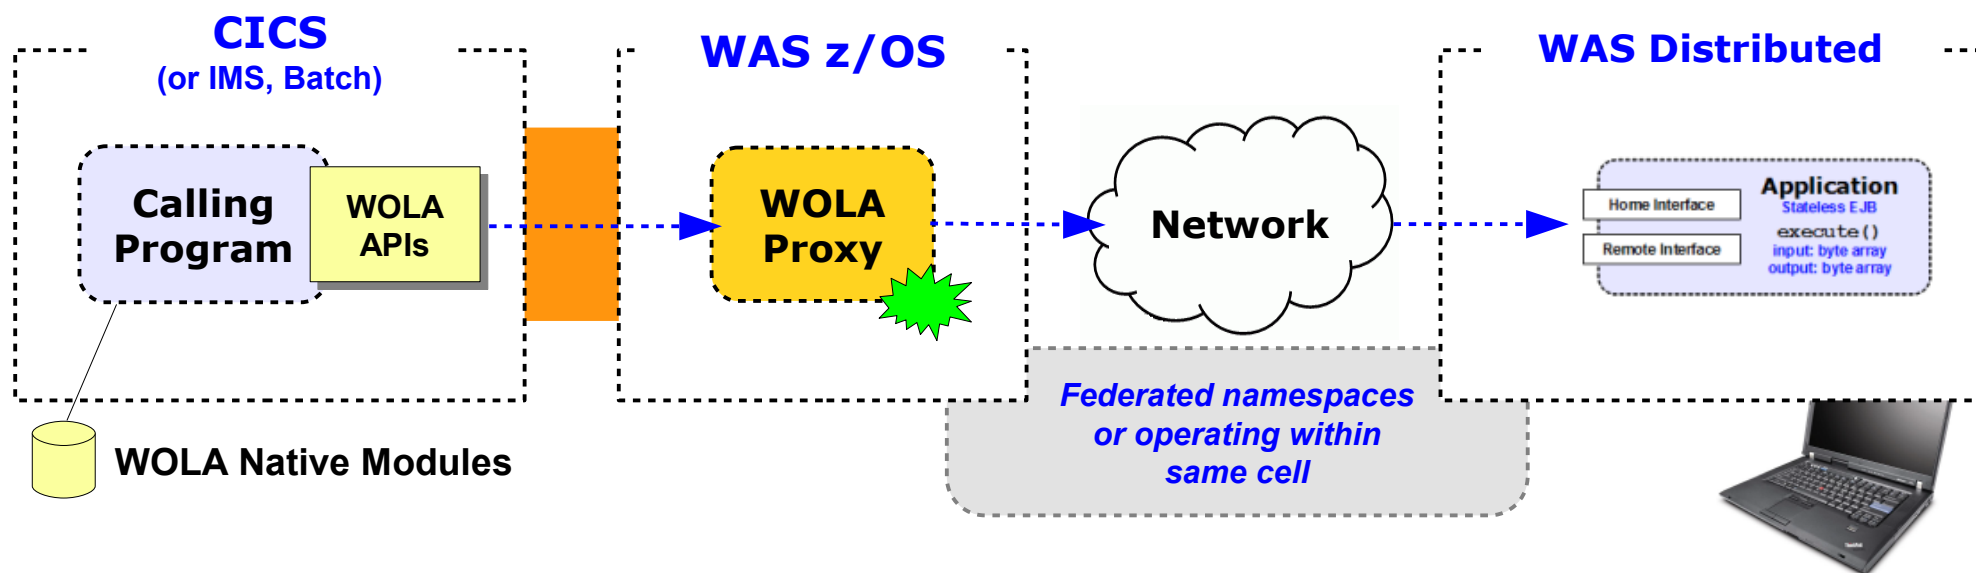 CICS
(or IMS, Batch)
Calling
Program
WOLA
APIs
WOLA Native Modules
WAS z/OS
WOLA
Proxy
Network
Federated namespaces
or operating within
same cell
WAS Distributed
Home Interface
Remote Interface
Application
Stateless EJB
execute()
input: byte array
output: byte array